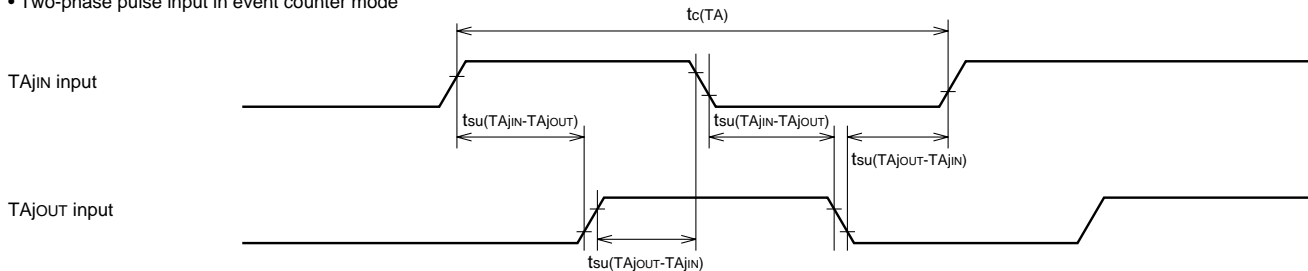 • Two-phase pulse input in event counter mode
tc(TA)
TAjIN input
tsu(TAjIN-TAjOUT)
tsu(TAjIN-TAjOUT)
tsu(TAjOUT-TAjIN)
TAjOUT input
tsu(TAjOUT-TAjIN)